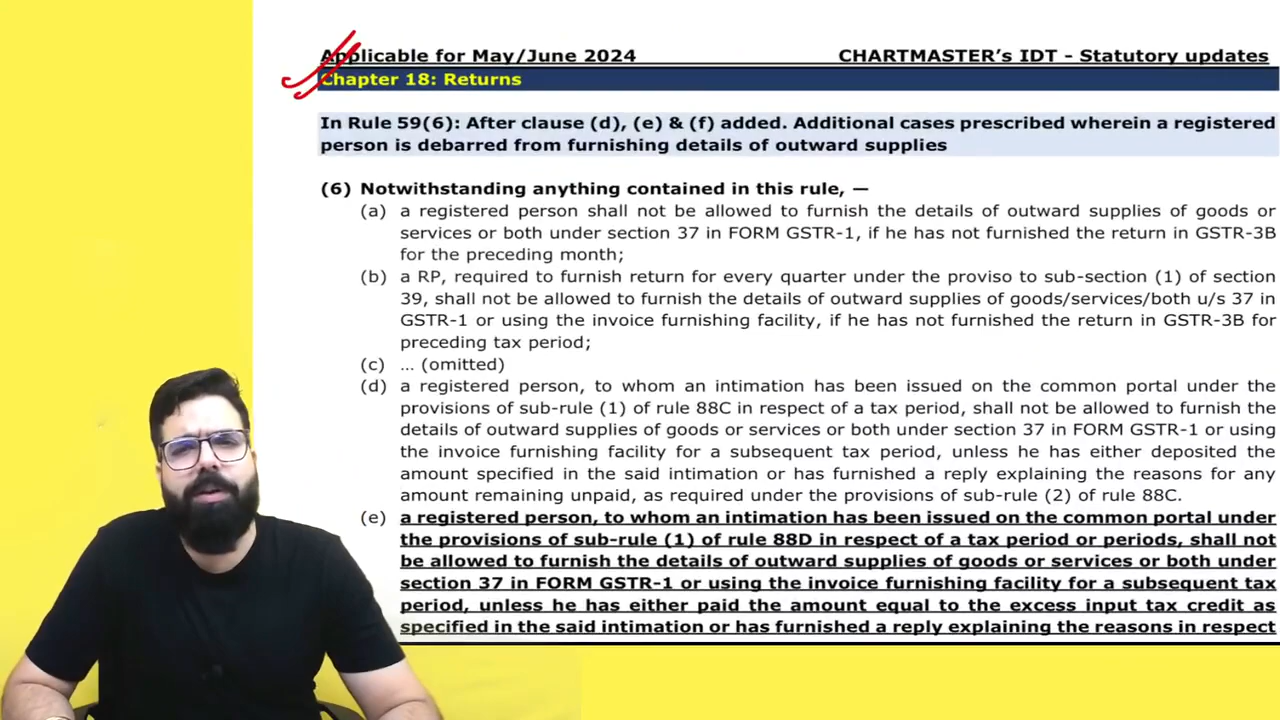 Applicable for May/June 2024 CHARTMASTER’s IDT - Statutory updates
Chapter 18: Returns
In Rule 59(6): After clause (d), (e) & (f) added. Additional cases prescribed wherein a registered
person is debarred from furnishing details of outward supplies
(6) Notwithstanding anything contained in this rule, —
(a) a registered person shall not be allowed to furnish the details of outward supplies of goods or
services or both under section 37 in FORM GSTR-1, if he has not furnished the return in GSTR-3B
for the preceding month;
(b) a RP, required to furnish return for every quarter under the proviso to sub-section (1) of section
39, shall not be allowed to furnish the details of outward supplies of goods/services/both u/s 37 in
GSTR-1 or using the invoice furnishing facility, if he has not furnished the return in GSTR-3B for
preceding tax period;
(c) ... (omitted)
(d) a registered person, to whom an intimation has been issued on the common portal under the
provisions of sub-rule (1) of rule 88C in respect of a tax period, shall not be allowed to furnish the
details of outward supplies of goods or services or both under section 37 in FORM GSTR-1 or using
the invoice furnishing facility for a subsequent tax period, unless he has either deposited the
amount specified in the said intimation or has furnished a reply explaining the reasons for any
amount remaining unpaid, as required under the provisions of sub-rule (2) of rule 88C.
(e) a registered person, to whom an intimation has been issued on the common portal under
the provisions of sub-rule (1) of rule 88D in respect of a tax period or periods, shall not
be allowed to furnish the details of outward supplies of goods or services or both under
section 37 in FORM GSTR-1 or using the invoice furnishing facility for a subsequent tax
period, unless he has either paid the amount equal to the excess input tax credit as
specified in the said intimation or has furnished a reply explaining the reasons in respect